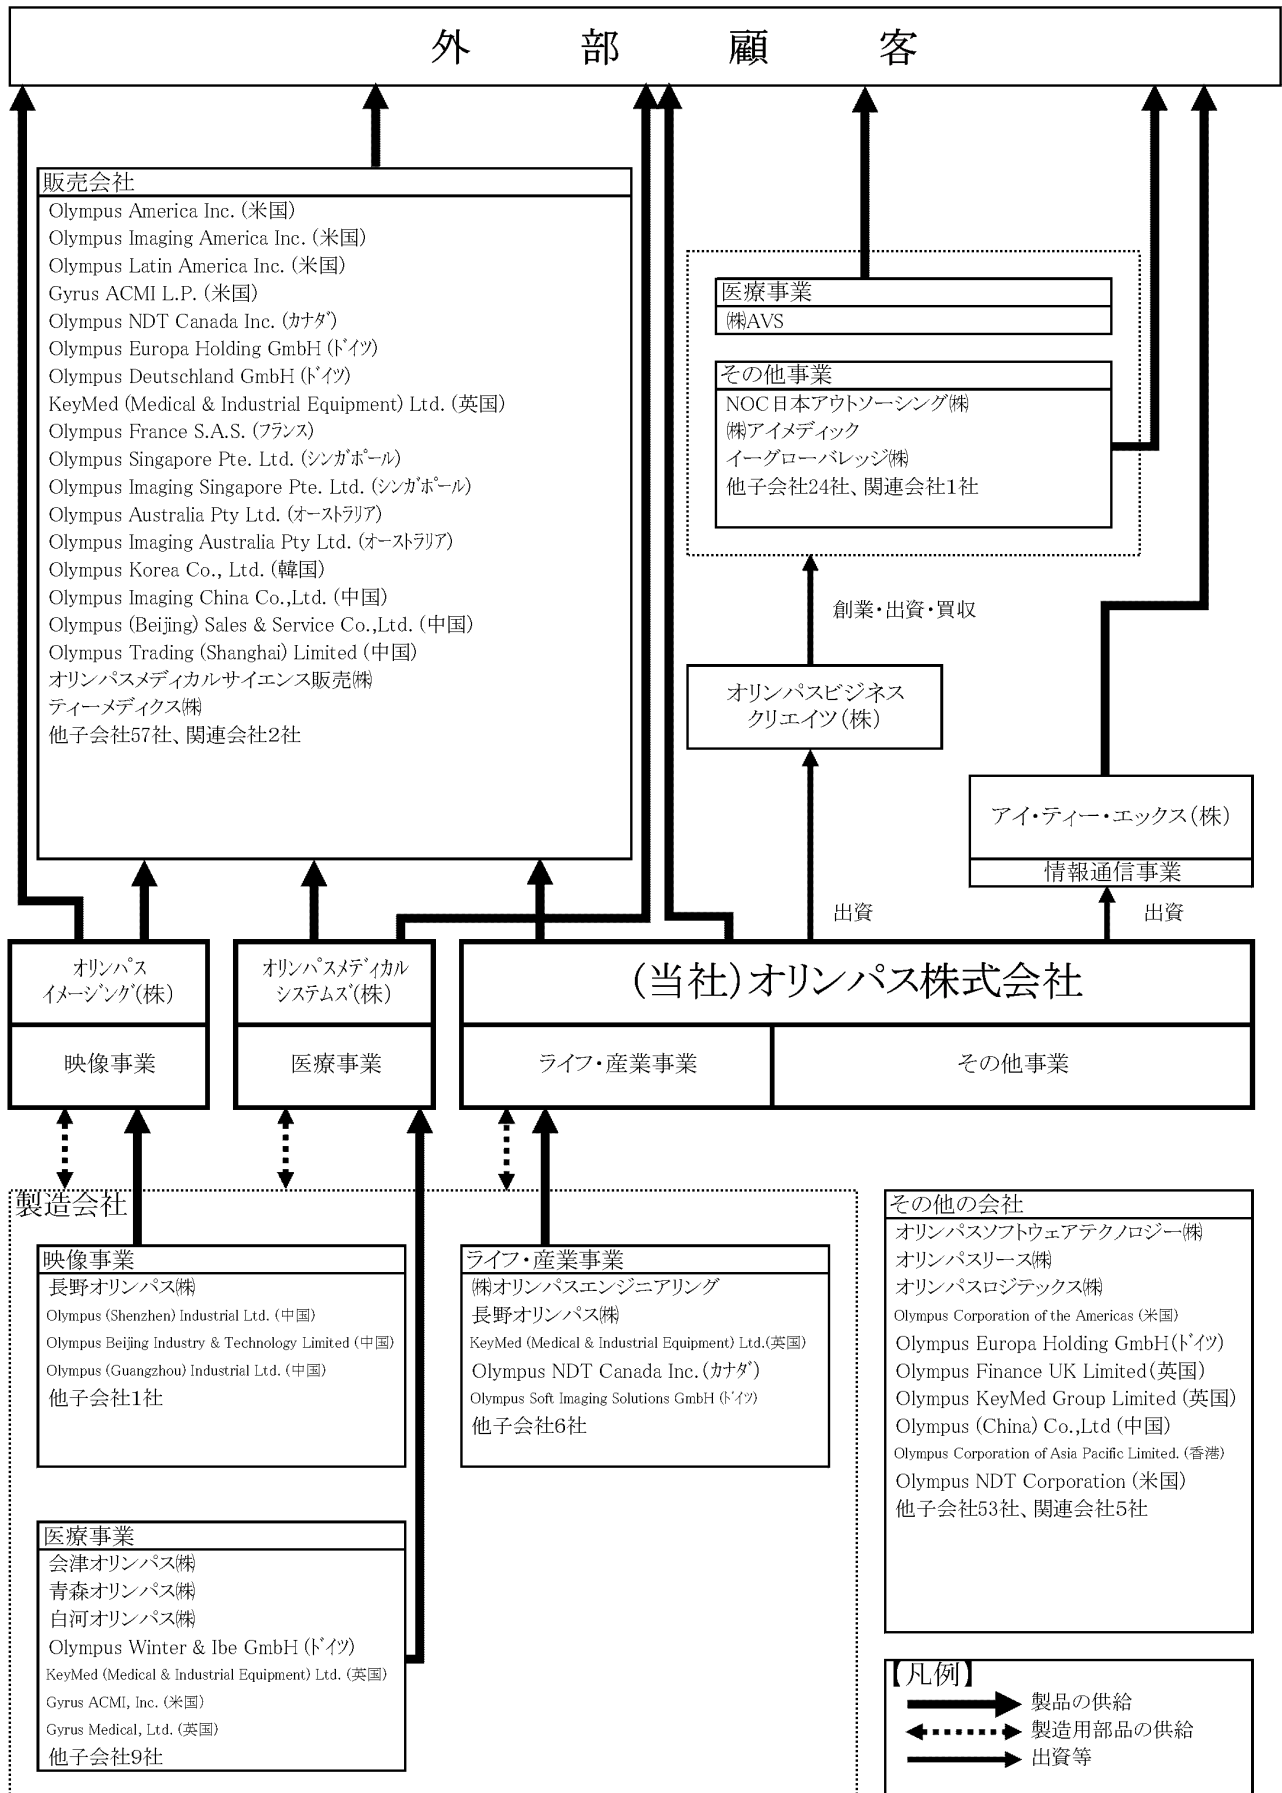 外部顧客
販売会社
Olympus America Inc. (米国)
Olympus Imaging America Inc. (米国)
Olympus Latin America Inc. (米国)
Gyrus ACMI L.P. (米国)
Olympus NDT Canada Inc. (カナダ)
Olympus Europa Holding GmbH (ドイツ)
Olympus Deutschland GmbH (ドイツ)
KeyMed (Medical & Industrial Equipment) Ltd. (英国)
Olympus France S.A.S. (フランス)
Olympus Singapore Pte. Ltd. (シンガポール)
Olympus Imaging Singapore Pte. Ltd. (シンガポール)
Olympus Australia Pty Ltd. (オーストラリア)
Olympus Imaging Australia Pty Ltd. (オーストラリア)
Olympus Korea Co., Ltd. (韓国)
Olympus Imaging China Co.,Ltd. (中国)
Olympus (Beijing) Sales & Service Co.,Ltd. (中国)
Olympus Trading (Shanghai) Limited (中国)
オリンパスメディカルサイエンス販売㈱
ティーメディクス㈱
他子会社57社、関連会社2社
医療事業
㈱AVS
その他事業
NOC日本アウトソーシング㈱
㈱アイメディック
イーグローバレッジ㈱
他子会社24社、関連会社1社
創業・出資・買収
オリンパスビジネス
クリエイツ(株)
アイ・ティー・エックス(株)
情報通信事業
出資
出資
オリンパス
イメージング(株)
映像事業
オリンパスメディカル
システムズ(株)
医療事業
(当社)オリンパス株式会社
ライフ・産業事業
その他事業
製造会社
映像事業
長野オリンパス㈱
Olympus (Shenzhen) Industrial Ltd. (中国)
Olympus Beijing Industry & Technology Limited (中国)
Olympus (Guangzhou) Industrial Ltd. (中国)
他子会社1社
ライフ・産業事業
㈱オリンパスエンジニアリング
長野オリンパス㈱
KeyMed (Medical & Industrial Equipment) Ltd.(英国)
Olympus NDT Canada Inc. (カナダ)
Olympus Soft Imaging Solutions GmbH (ドイツ)
他子会社6社
医療事業
会津オリンパス㈱
青森オリンパス㈱
白河オリンパス㈱
Olympus Winter & Ibe GmbH (ドイツ)
KeyMed (Medical & Industrial Equipment) Ltd. (英国)
Gyrus ACMI, Inc. (米国)
Gyrus Medical, Ltd. (英国)
他子会社9社
その他の会社
オリンパスソフトウェアテクノロジー㈱
オリンパスリース㈱
オリンパスロジテックス㈱
Olympus Corporation of the Americas (米国)
Olympus Europa Holding GmbH(ドイツ)
Olympus Finance UK Limited(英国)
Olympus KeyMed Group Limited (英国)
Olympus (China) Co.,Ltd (中国)
Olympus Corporation of Asia Pacific Limited. (香港)
Olympus NDT Corporation (米国)
他子会社53社、関連会社5社
【凡例】
製品の供給
製造用部品の供給
出資等